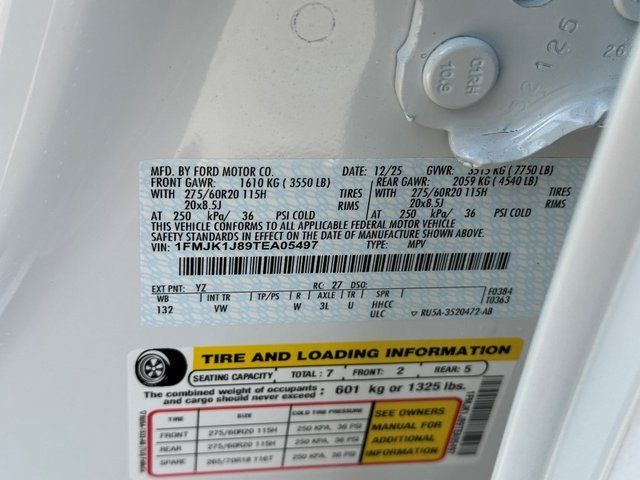 01RH
10.9
2 1 2 5
MFD. BY FORD MOTOR CO. DATE: 12/25 GVWR: 3515 KG (7750 LB)
FRONT GAWR: 1610 KG (3550 LB) REAR GAWR: 2059 KG (4540 LB)
WITH 275/60R20 115H TIRES WITH 275/60R20 115H TIRES
20x8.5J RIMS 20x8.5J RIMS
AT 250 kPa/ 36 PSI COLD AT 250 kPa/ 36 PSI COLD
THIS VEHICLE CONFORMS TO ALL APPLICABLE FEDERAL MOTOR VEHICLE
SAFETY STANDARDS IN EFFECT ON THE DATE OF MANUFACTURE SHOWN ABOVE.
VIN: 1FMJK1J89TEA05497 TYPE: MPV
EXT PNT: YZ RC: 27 DSO:
WB INT TR TP/PS R AXLE TR SPR
132 VW W 3L U HHCC
ULC
F0384
T0363
▽ RU5A-3520472-AB
TIRE AND LOADING INFORMATION
SEATING CAPACITY TOTAL: 7 FRONT: 2 REAR: 5
The combined weight of occupants and cargo should never exceed: 601 kg or 1325 lbs.
TIRE SIZE COLD TIRE PRESSURE
FRONT 275/60R20 115H 250 KPA, 36 PSI
REAR 275/60R20 115H 250 KPA, 36 PSI
SPARE 265/70R18 116T 250 KPA, 36 PSI
SEE OWNERS
MANUAL FOR
ADDITIONAL
INFORMATION